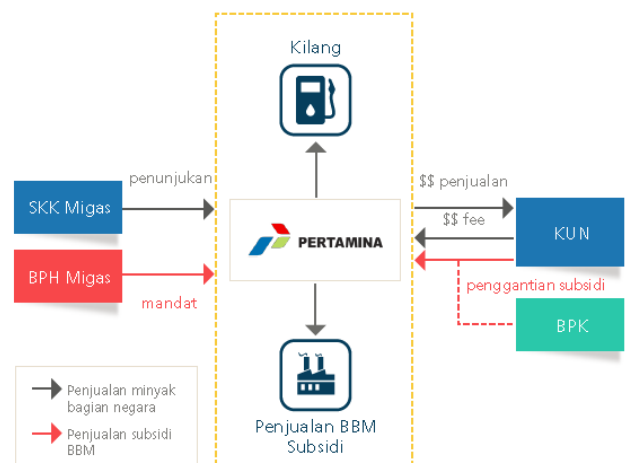 Kilang
penunjukan
SKK Migas
BPH Migas
mandat
PERTAMINA
$$ penjualan
$$ fee
KUN
penggantian subsidi
BPK
Penjualan BBM
Subsidi
Penjualan minyak
bagian negara
Penjualan subsidi
BBM